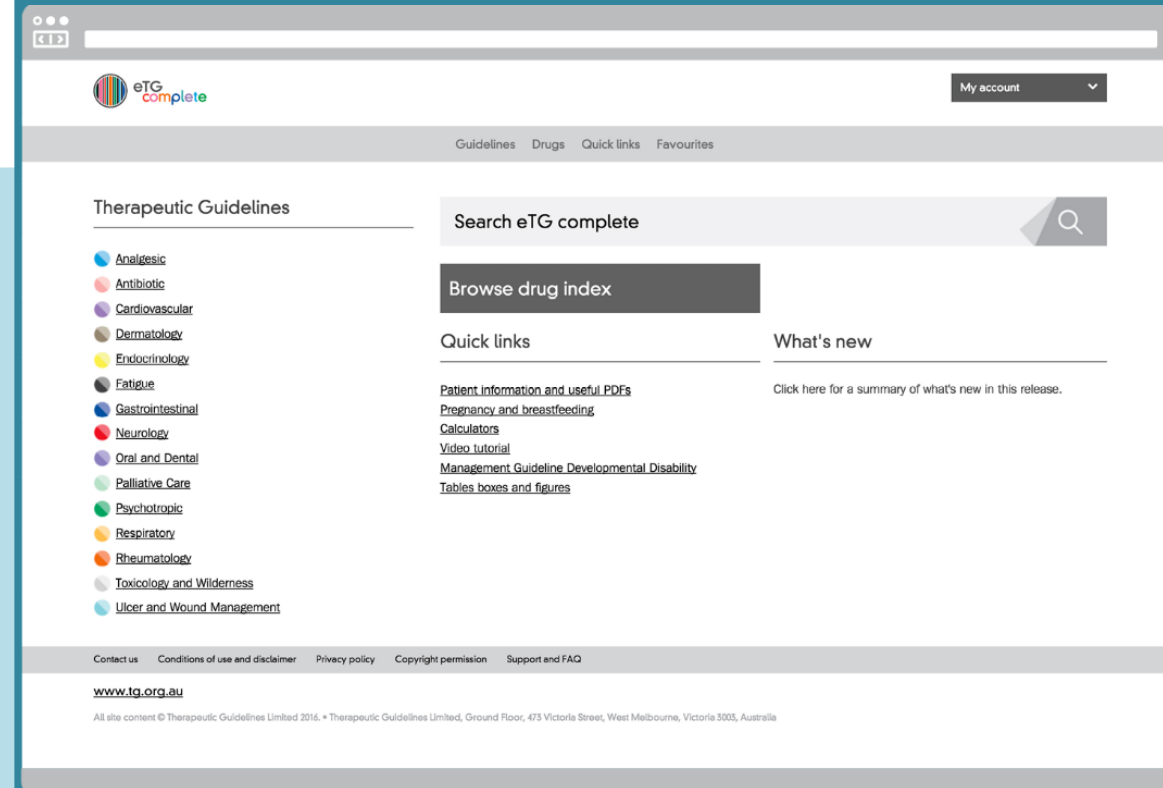 eTG
complete
My account
Guidelines Drugs Quick links Favourites
Therapeutic Guidelines
Analgesic
Antibiotic
Cardiovascular
Dermatology
Endocrinology
Fatigue
Gastrointestinal
Neurology
Oral and Dental
Palliative Care
Psychotropic
Respiratory
Rheumatology
Toxicology and Wilderness
Ulcer and Wound Management
Search eTG complete
Browse drug index
Quick links
Patient information and useful PDFs
Pregnancy and breastfeeding
Calculators
Video tutorial
Management Guideline Developmental Disability
Tables boxes and figures
What's new
Click here for a summary of what's new in this release.
Contact us Conditions of use and disclaimer Privacy policy Copyright permission Support and FAQ
www.tg.org.au
All site content © Therapeutic Guidelines Limited 2016. • Therapeutic Guidelines Limited, Ground Floor, 473 Victoria Street, West Melbourne, Victoria 3003, Australia